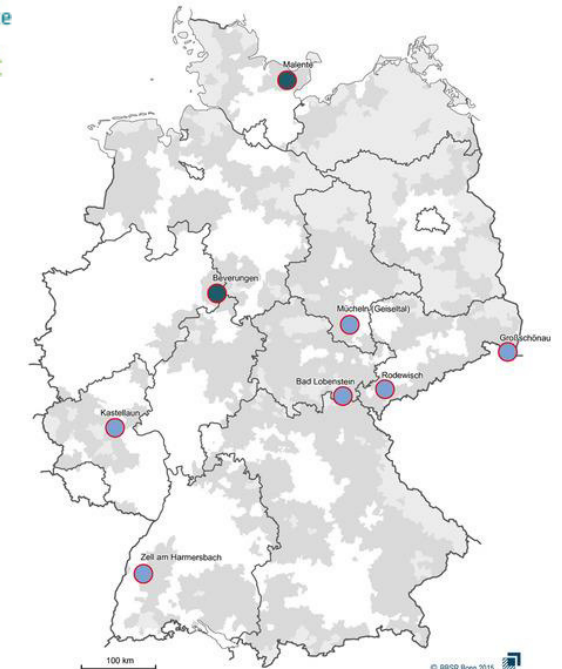 e
Malente
Beverungen
Mücheln (Geiseltal)
Großschönau
Bad Lobenstein
Rodewisch
Kastellaun
Zell am Harmersbach
100 km
© BBSR Bonn 2015